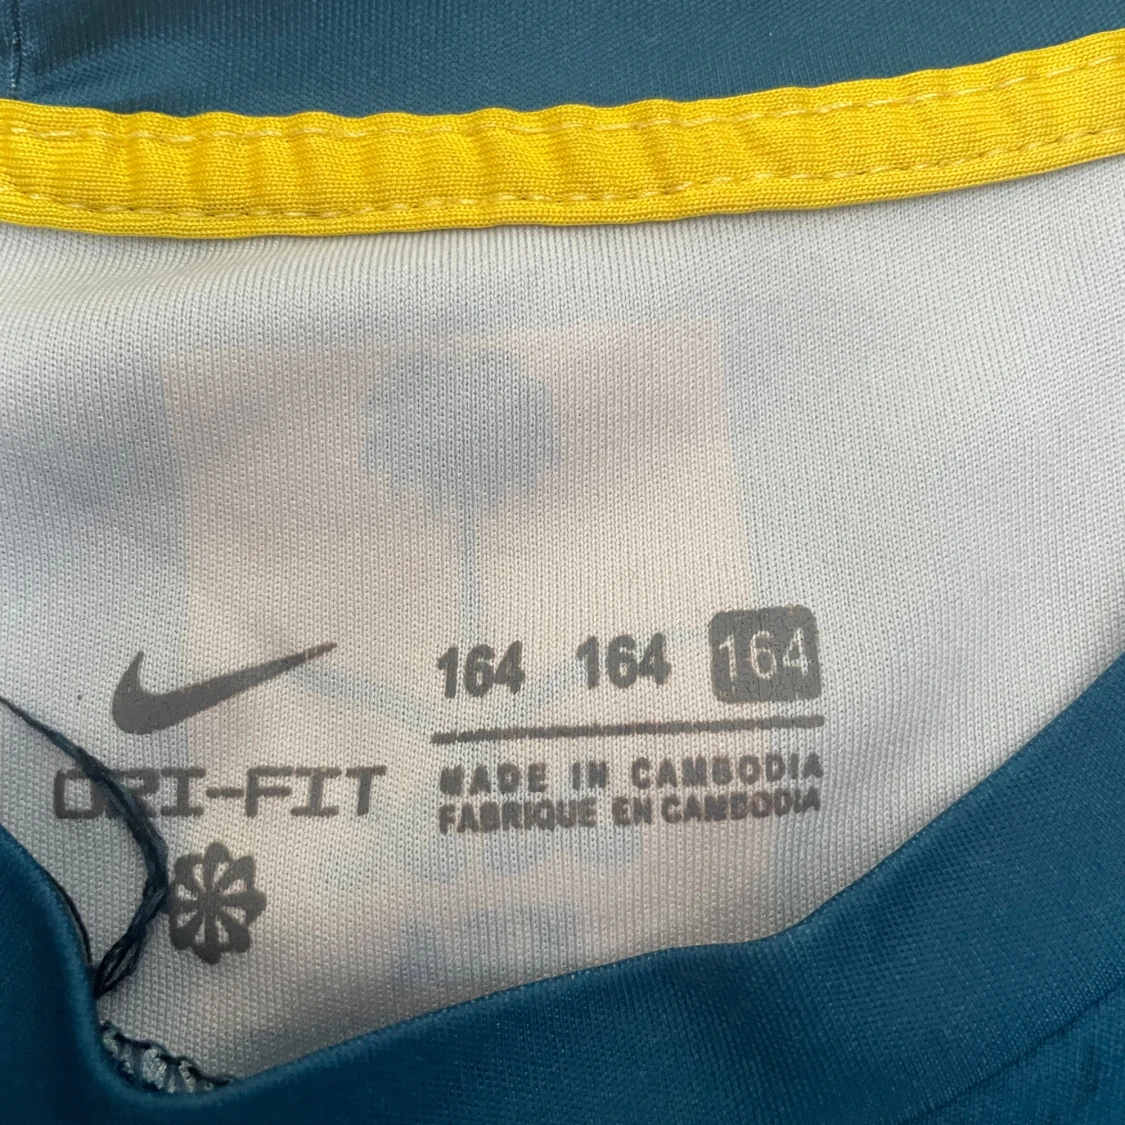 164 164 164
DRI-FIT
MADE IN CAMBODIA
FABRIQUE EN CAMBODIA